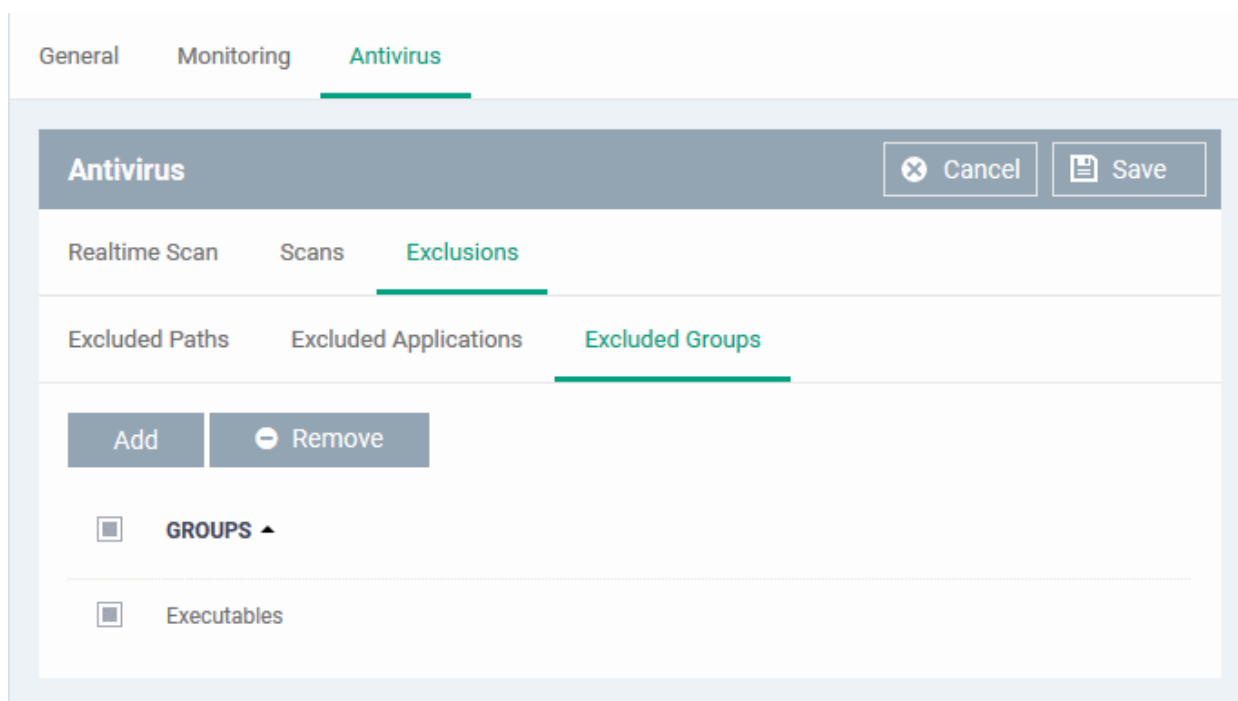 General Monitoring Antivirus
Antivirus Cancel Save
Realtime Scan Scans Exclusions
Excluded Paths Excluded Applications Excluded Groups
Add Remove
GROUPS
Executables